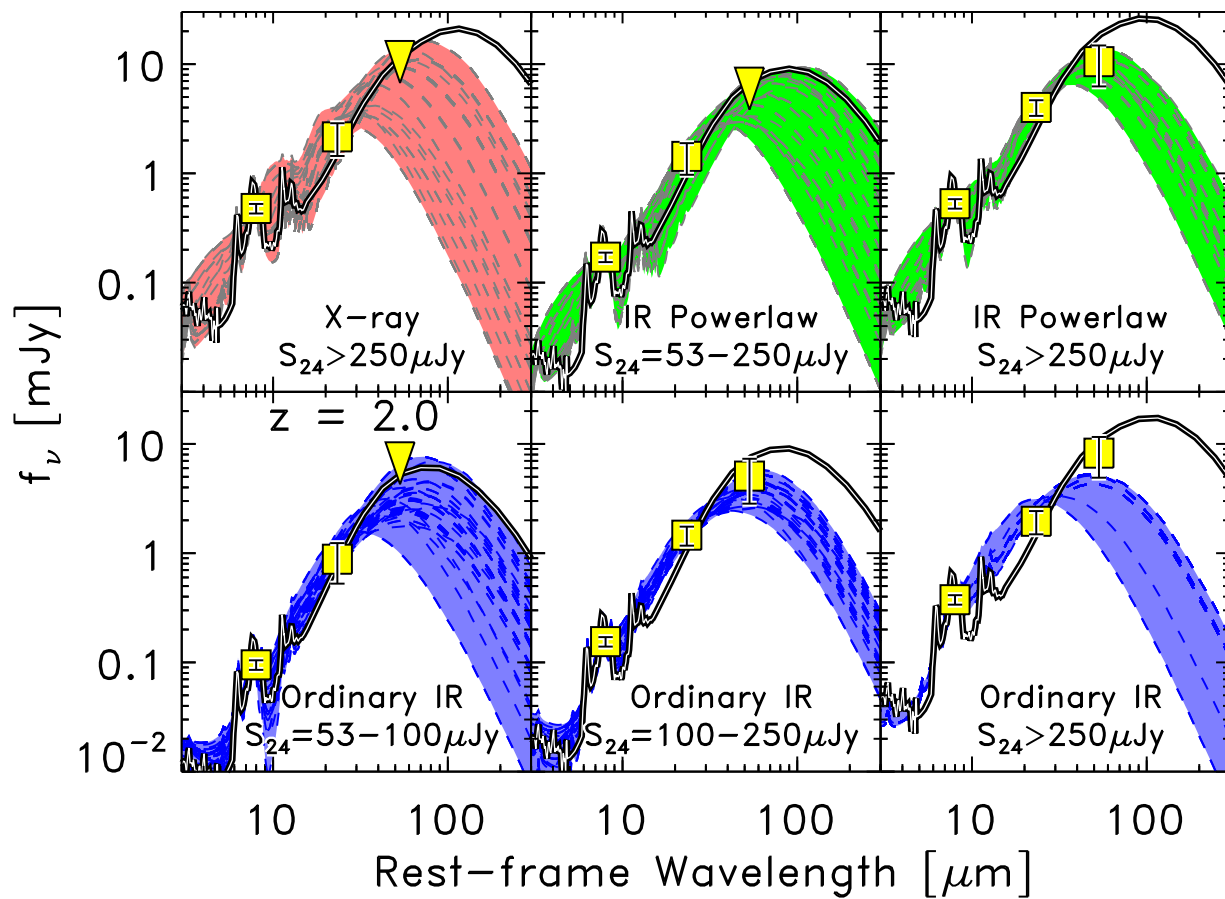 10
1
0.1
X-ray
S24>250μJy
IR Powerlaw
S24=53-250μJy
IR Powerlaw
S24>250μJy
fν [mJy]
z = 2.0
10
1
0.1
10-2
Ordinary IR
S24=53-100μJy
Ordinary IR
S24=100-250μJy
Ordinary IR
S24>250μJy
10 100 10 100 10 100
Rest-frame Wavelength [μm]